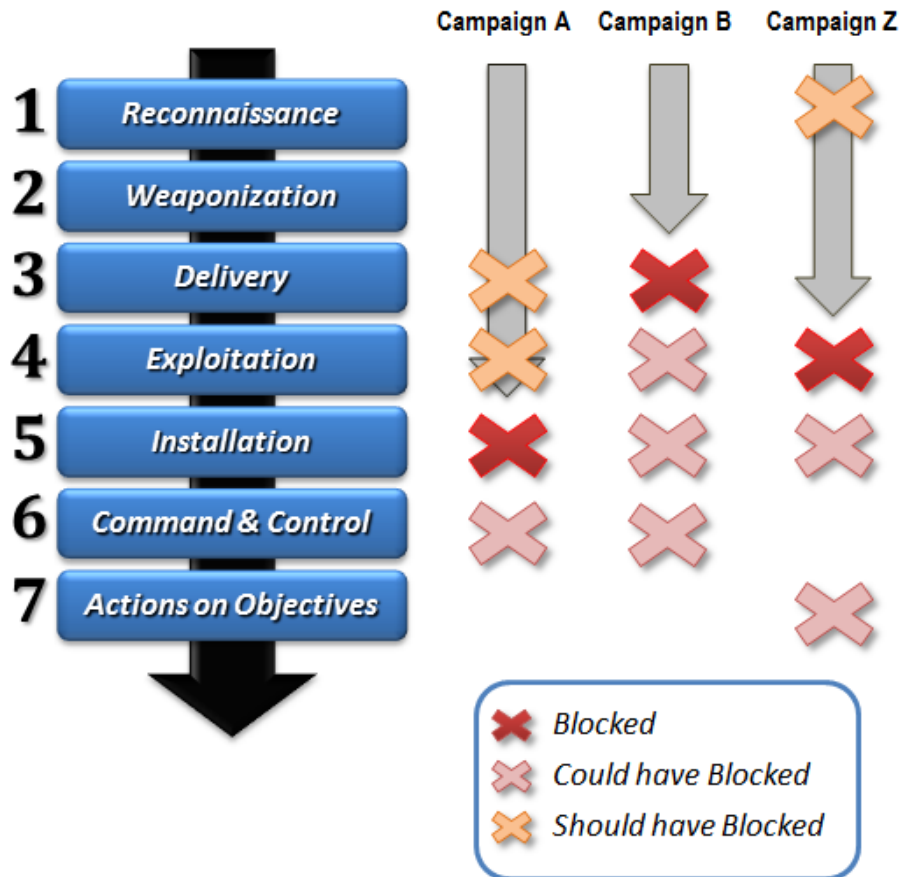 Campaign A Campaign B Campaign Z
1 Reconnaissance
2 Weaponization
3 Delivery
4 Exploitation
5 Installation
6 Command & Control
7 Actions on Objectives
Blocked
Could have Blocked
Should have Blocked